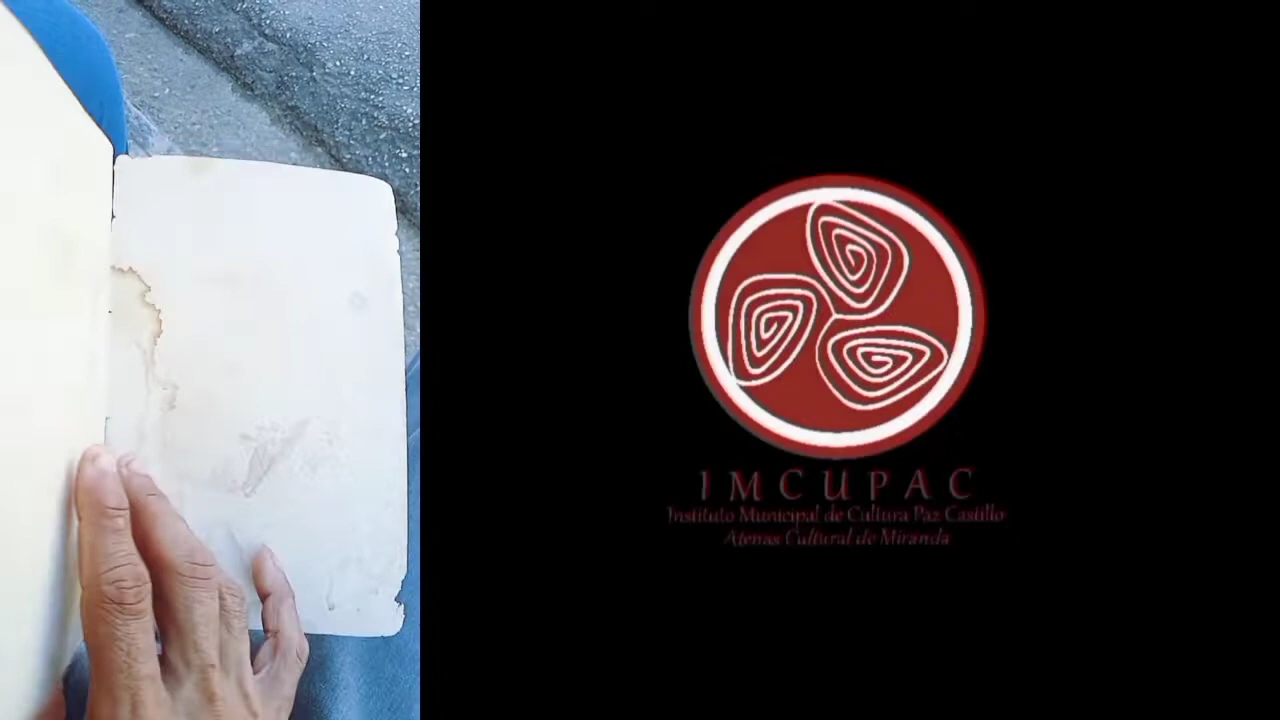 IMCUPAC
Instituto Municipal de Cultura Paz Castillo
Atenas Cultural de Miranda